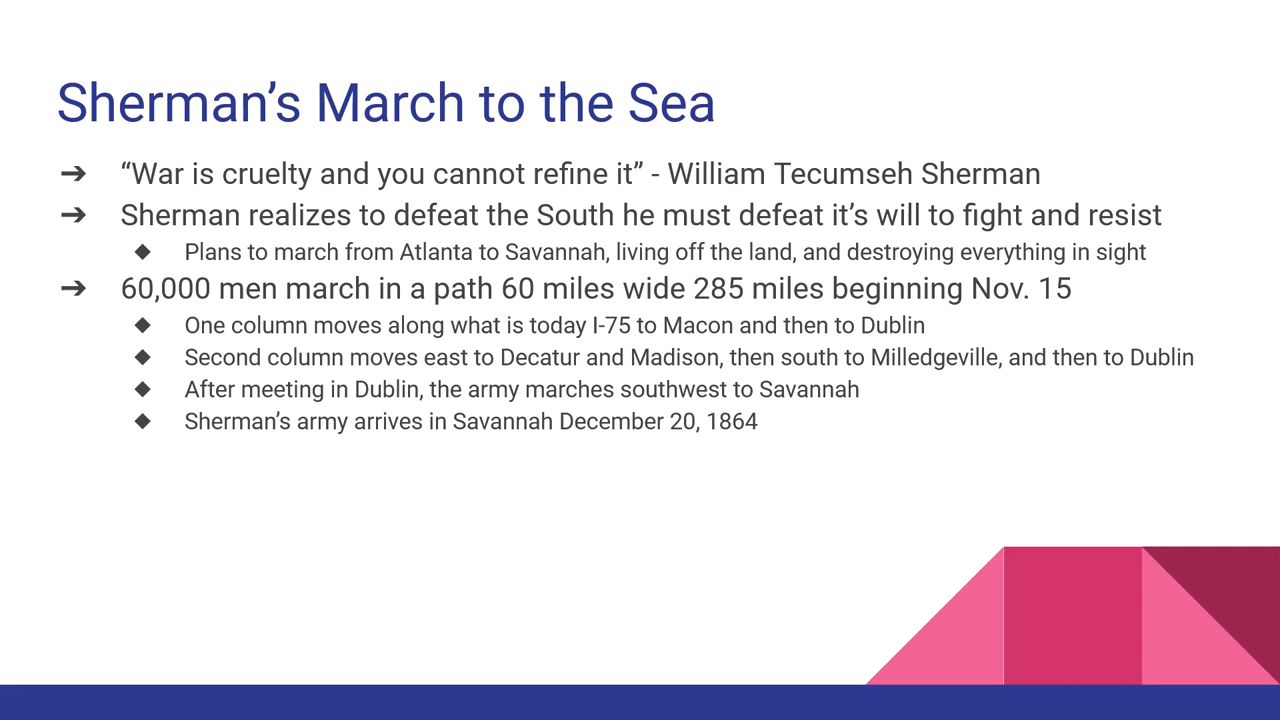 Sherman’s March to the Sea
➔ “War is cruelty and you cannot refine it” - William Tecumseh Sherman
➔ Sherman realizes to defeat the South he must defeat it’s will to fight and resist
◆ Plans to march from Atlanta to Savannah, living off the land, and destroying everything in sight
➔ 60,000 men march in a path 60 miles wide 285 miles beginning Nov. 15
◆ One column moves along what is today I-75 to Macon and then to Dublin
◆ Second column moves east to Decatur and Madison, then south to Milledgeville, and then to Dublin
◆ After meeting in Dublin, the army marches southwest to Savannah
◆ Sherman’s army arrives in Savannah December 20, 1864